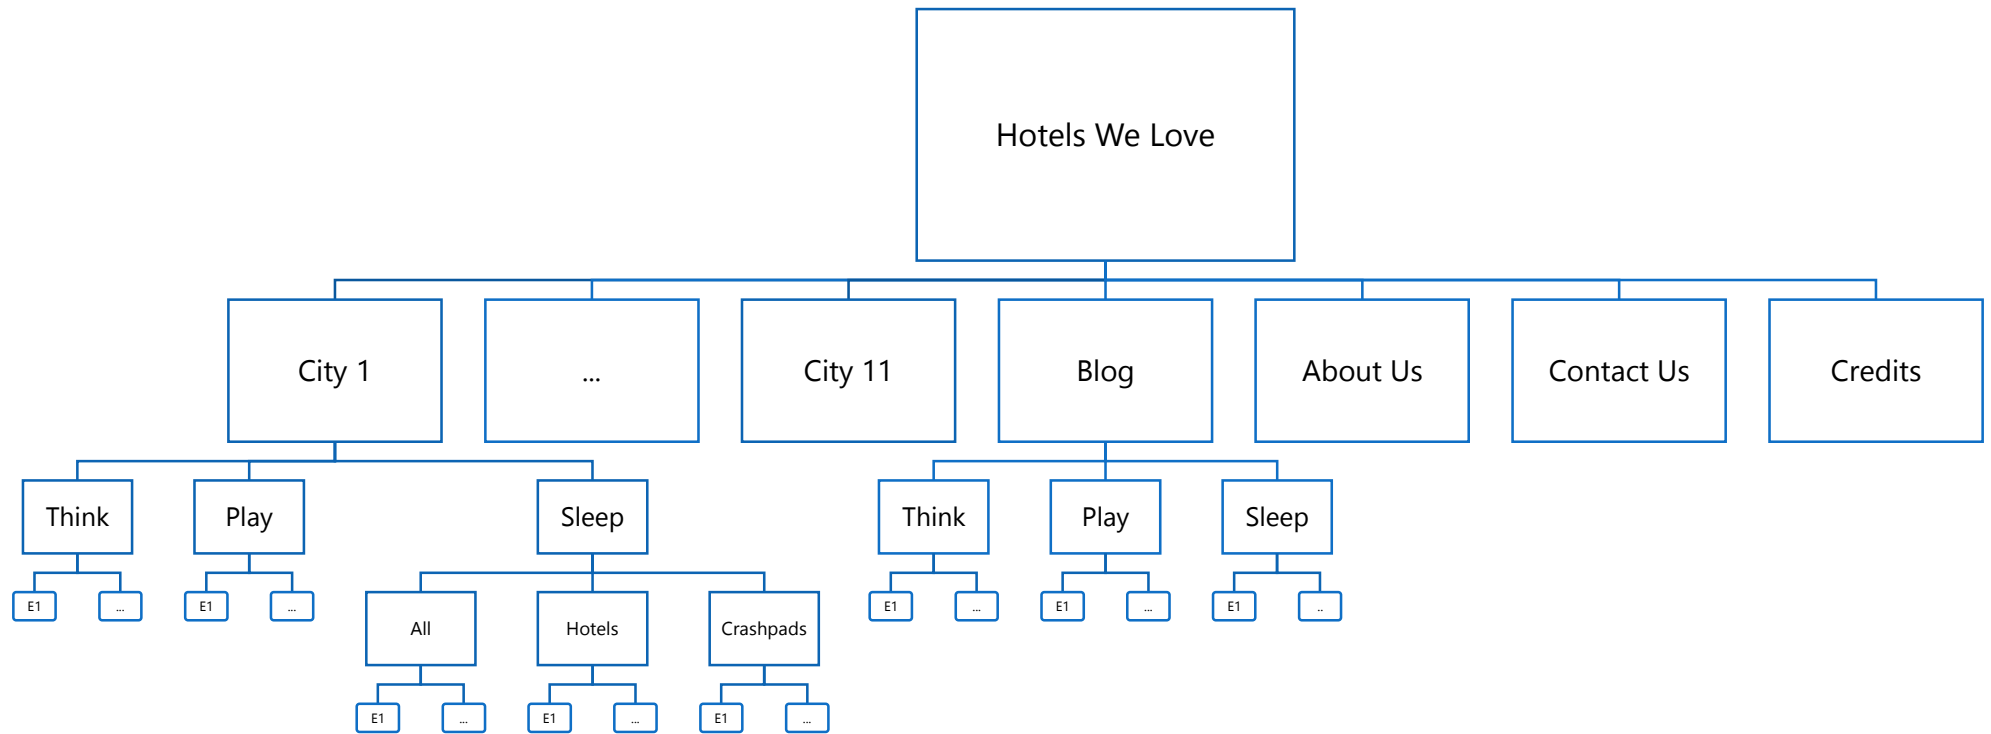 Hotels We Love
City 1
...
City 11
Blog
About Us
Contact Us
Credits
Think
Play
Sleep
Think
Play
Sleep
E1
...
E1
...
E1
...
E1
...
E1
..
All
Hotels
Crashpads
E1
...
E1
...
E1
...